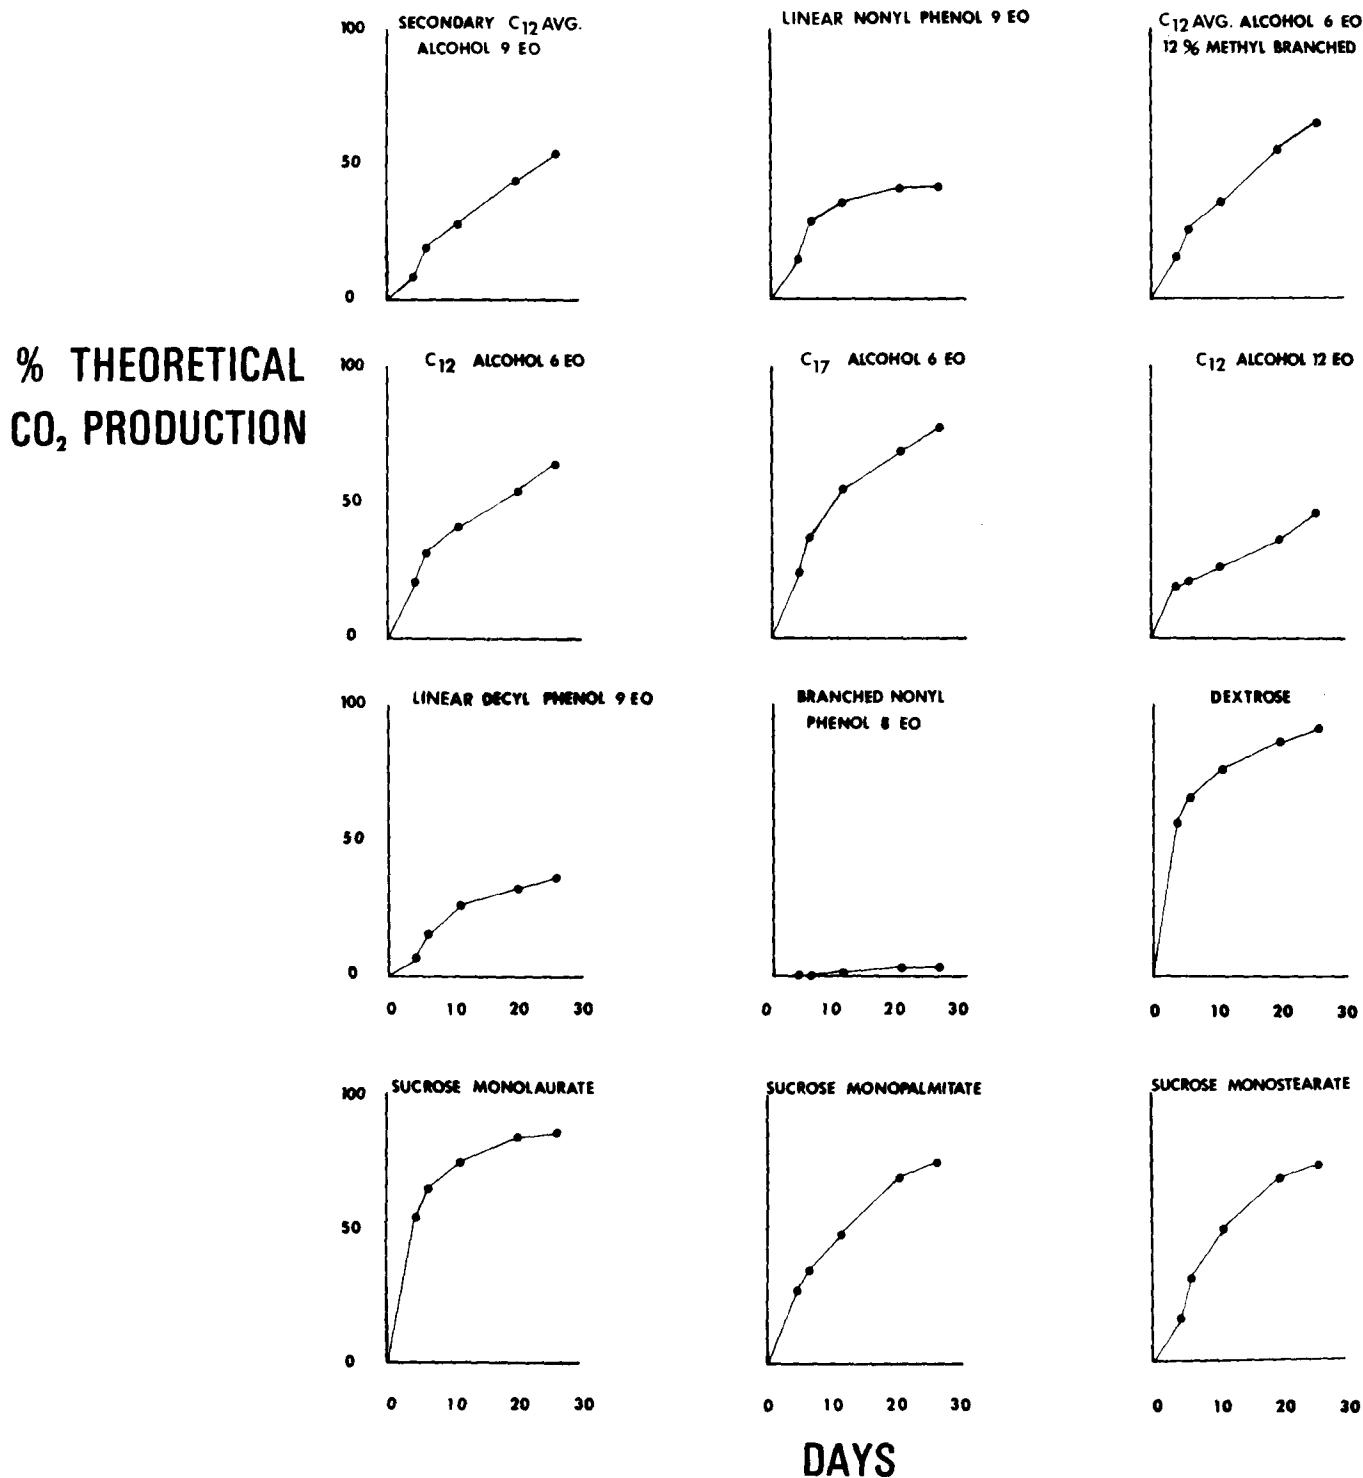 100
SECONDARY C12 AVG.
ALCOHOL 9 EO
50
0
LINEAR NONYL PHENOL 9 EO
C12 AVG. ALCOHOL 6 EO
12 % METHYL BRANCHED
% THEORETICAL
CO2 PRODUCTION
100
C12 ALCOHOL 6 EO
50
0
C17 ALCOHOL 6 EO
C12 ALCOHOL 12 EO
100
LINEAR DECYL PHENOL 9 EO
50
0
0 10 20 30
BRANCHED NONYL
PHENOL 8 EO
0 10 20 30
DEXTROSE
0 10 20 30
100
SUCROSE MONOLAURATE
50
0
0 10 20 30
SUCROSE MONOPALMITATE
0 10 20 30
SUCROSE MONOSTEARATE
0 10 20 30
DAYS